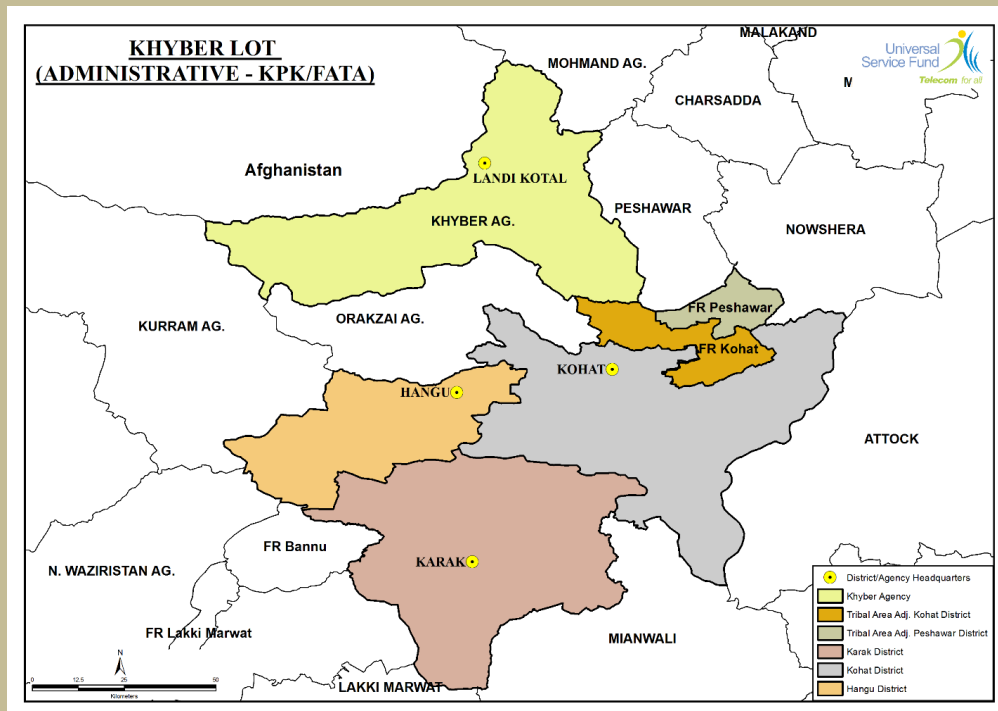 KHYBER LOT
(ADMINISTRATIVE - KPK/FATA)
MALAKAND
Universal
Service Fund
Telecom for all
MOHMAND AG.
M
CHARSADDA
Afghanistan
LANDI KOTAL
PESHAWAR
KHYBER AG.
NOWSHERA
FR Peshawar
ORAKZAI AG.
KURRAM AG.
FR Kohat
KOHAT
HANGU
ATTOCK
FR Bannu
KARAK
N. WAZIRISTAN AG.
FR Lakki Marwat
MIANWALI
LAKKI MARWAT
N
0 12.5 25 50
Kilometers
District/Agency Headquarters
Khyber Agency
Tribal Area Adj. Kohat District
Tribal Area Adj. Peshawar District
Karak District
Kohat District
Hangu District